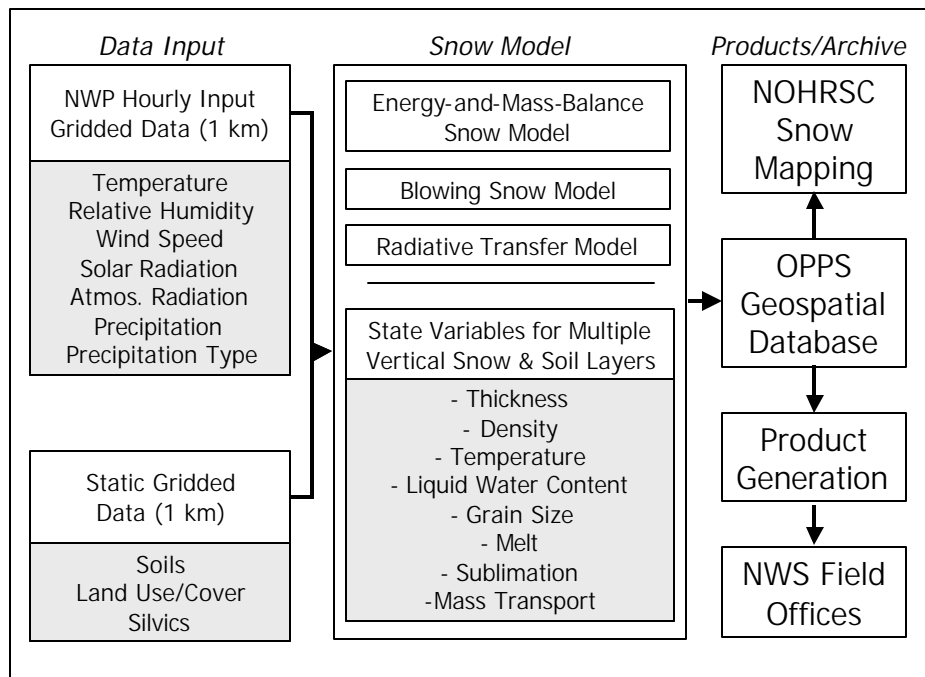 Data Input
NWP Hourly Input
Gridded Data (1 km)
Temperature
Relative Humidity
Wind Speed
Solar Radiation
Atmos. Radiation
Precipitation
Precipitation Type
Static Gridded
Data (1 km)
Soils
Land Use/Cover
Silvics
Snow Model
Energy-and-Mass-Balance
Snow Model
Blowing Snow Model
Radiative Transfer Model
State Variables for Multiple
Vertical Snow & Soil Layers
- Thickness
- Density
- Temperature
- Liquid Water Content
- Grain Size
- Melt
- Sublimation
-Mass Transport
Products/Archive
NOHRSC
Snow
Mapping
OPPS
Geospatial
Database
Product
Generation
NWS Field
Offices